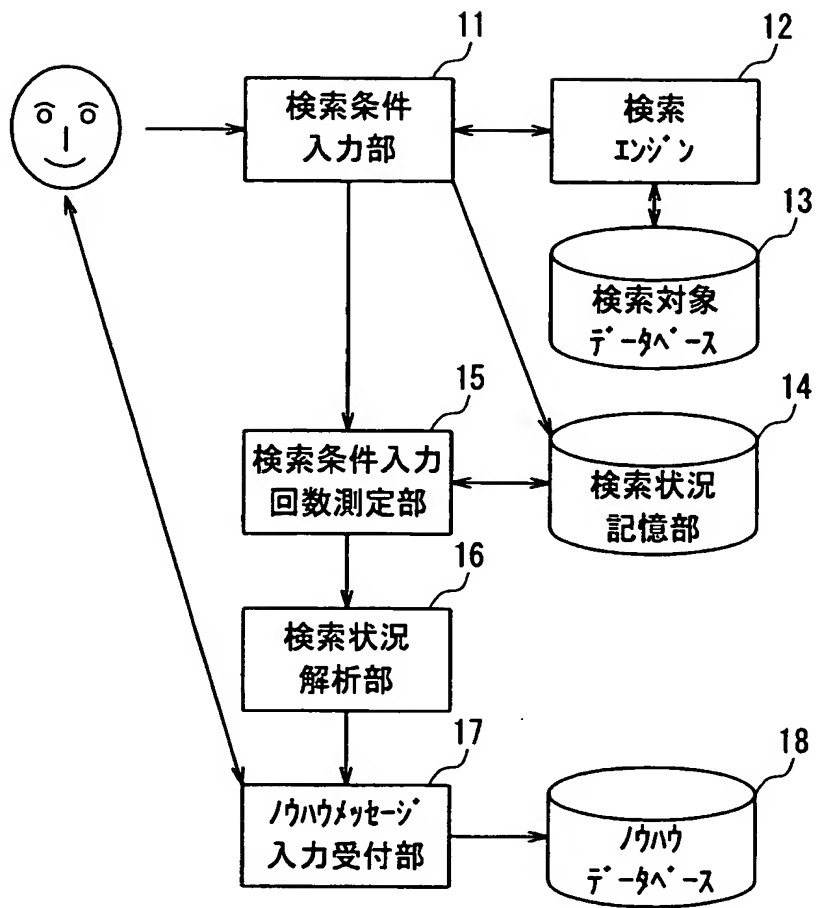 11
検索条件
入力部
12
検索
ｴﾝｼﾞﾝ
13
検索対象
ﾃﾞｰﾀﾍﾞｰｽ
14
検索状況
記憶部
15
検索条件入力
回数測定部
16
検索状況
解析部
17
ﾉｳﾊｳﾒｯｾｰｼﾞ
入力受付部
18
ﾉｳﾊｳ
ﾃﾞｰﾀﾍﾞｰｽ